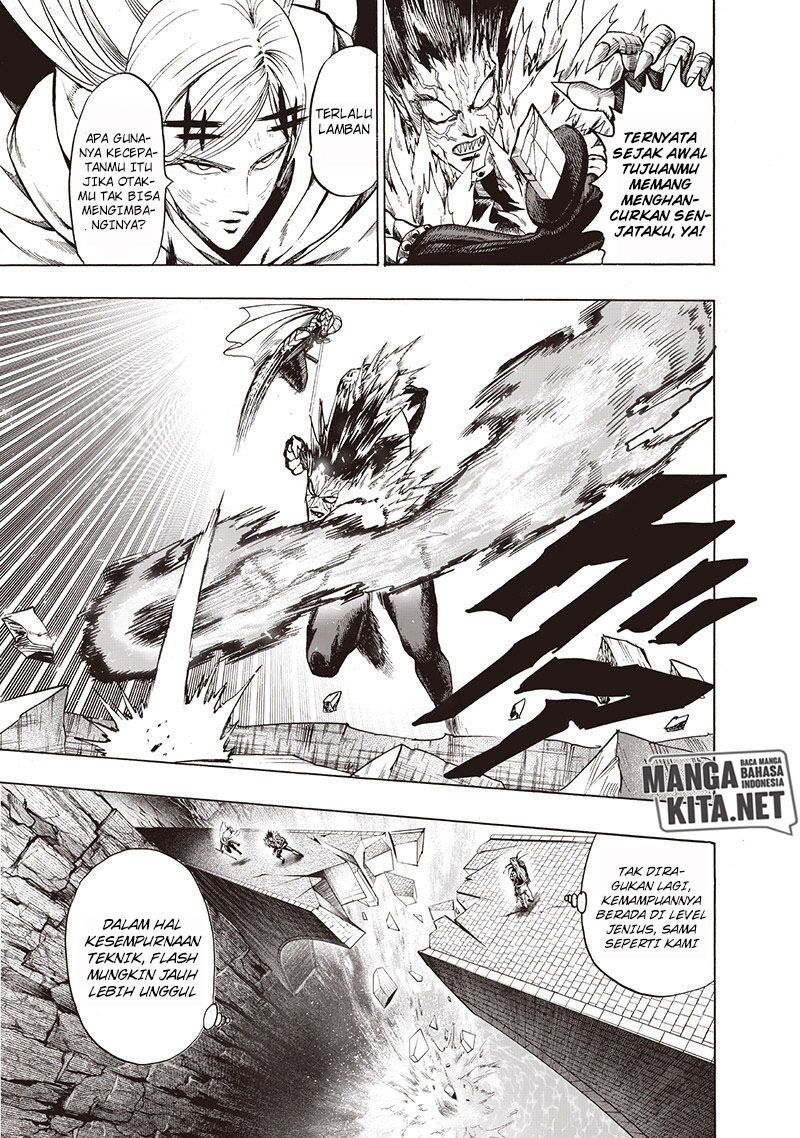 TERNYATA
SEJAK AWAL
TUJUANMU
MEMANG
MENGHAN-
CURKAN SEN-
JATAKU, YA!
TERLALU
LAMBAN
APA GUNA-
NYA KECEPA-
TANMU ITU
JIKA OTAK-
MU TAK BISA
MENGIMBA-
NGINYA?
MANGA
KITA.NET
BACA MANGA
BAHASA
INDONESIA
TAK DIRA-
GUKAN LAGI,
KEMAMPUANNYA
BERADA DI LEVEL
JENIUS, SAMA
SEPERTI KAMI
DALAM HAL
KESEMPURNAAN
TEKNIK, FLASH
MUNGKIN JAUH
LEBIH UNGGUL